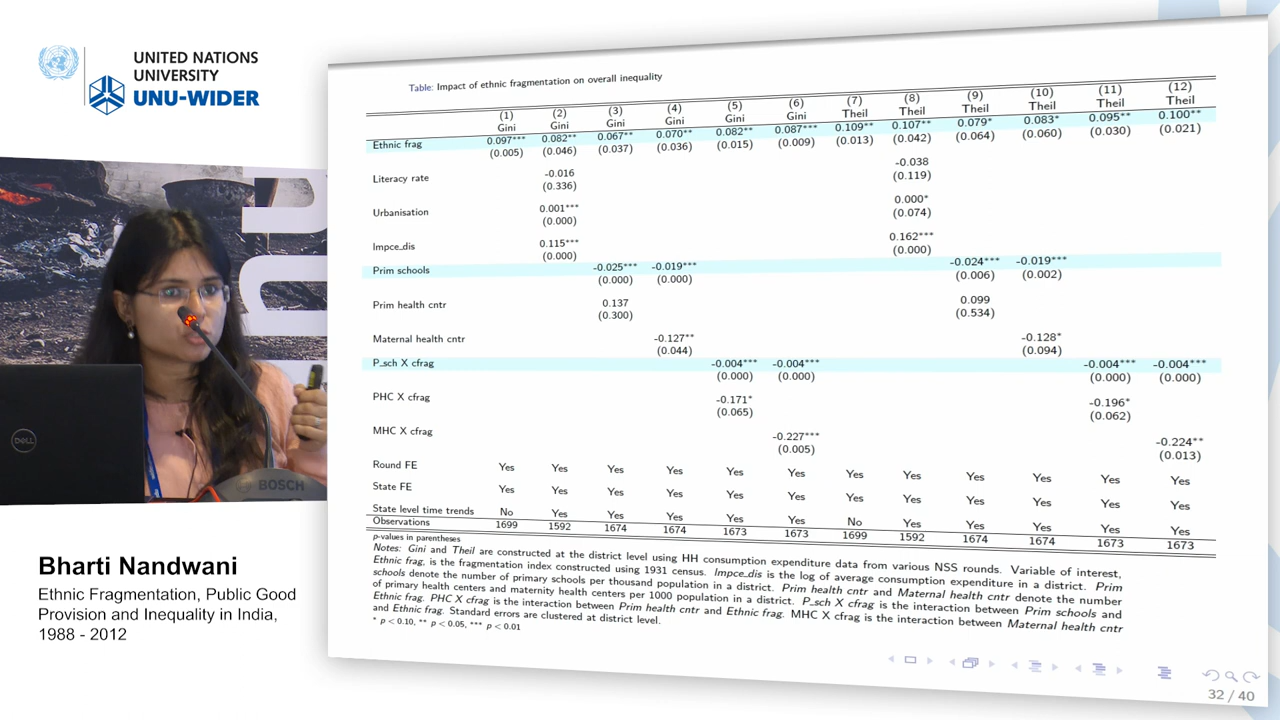 UNITED NATIONS
UNIVERSITY
UNU-WIDER
Table: Impact of ethnic fragmentation on overall inequality
(1) (2) (3) (4) (5) (6) (7) (8) (9) (10) (11) (12)
Gini Gini Gini Gini Gini Gini Theil Theil Theil Theil Theil Theil
Ethnic frag 0.097*** 0.082** 0.067** 0.070** 0.082** 0.087*** 0.109** 0.107** 0.079* 0.083* 0.095** 0.100**
(0.005) (0.046) (0.037) (0.036) (0.015) (0.009) (0.013) (0.042) (0.064) (0.060) (0.030) (0.021)
Literacy rate -0.016 -0.038
(0.336) (0.119)
Urbanisation 0.001*** 0.000*
(0.000) (0.074)
lmpce_dis 0.115*** 0.162***
(0.000) (0.000)
Prim schools -0.025*** -0.019*** -0.024*** -0.019***
(0.000) (0.000) (0.006) (0.002)
Prim health cntr 0.137 0.099
(0.300) (0.534)
Maternal health cntr -0.127** -0.128*
(0.044) (0.094)
P_sch X cfrag -0.004*** -0.004*** -0.004*** -0.004***
(0.000) (0.000) (0.000) (0.000)
PHC X cfrag -0.171* -0.196*
(0.065) (0.062)
MHC X cfrag -0.227*** -0.224**
(0.005) (0.013)
Round FE Yes Yes Yes Yes Yes Yes Yes Yes Yes Yes Yes Yes
State FE Yes Yes Yes Yes Yes Yes Yes Yes Yes Yes Yes Yes
State level time trends No Yes Yes Yes Yes Yes No Yes Yes Yes Yes Yes
Observations 1699 1592 1674 1674 1673 1673 1699 1592 1674 1674 1673 1673
p-values in parentheses
Notes: Gini and Theil are constructed at the district level using HH consumption expenditure data from various NSS rounds. Variable of interest,
Ethnic frag, is the fragmentation index constructed using 1931 census. lmpce_dis is the log of average consumption expenditure in a district. Prim
schools denote the number of primary schools per thousand population in a district. Prim health cntr and Maternal health cntr denote the number
of primary health centers and maternity health centers per 1000 population in a district. P_sch X cfrag is the interaction between Prim schools and
Ethnic frag. PHC X cfrag is the interaction between Prim health cntr and Ethnic frag. MHC X cfrag is the interaction between Maternal health cntr
and Ethnic frag. Standard errors are clustered at district level.
* p < 0.10, ** p < 0.05, *** p < 0.01
32 / 40
DELL
BOSCH
Bharti Nandwani
Ethnic Fragmentation, Public Good
Provision and Inequality in India,
1988 - 2012